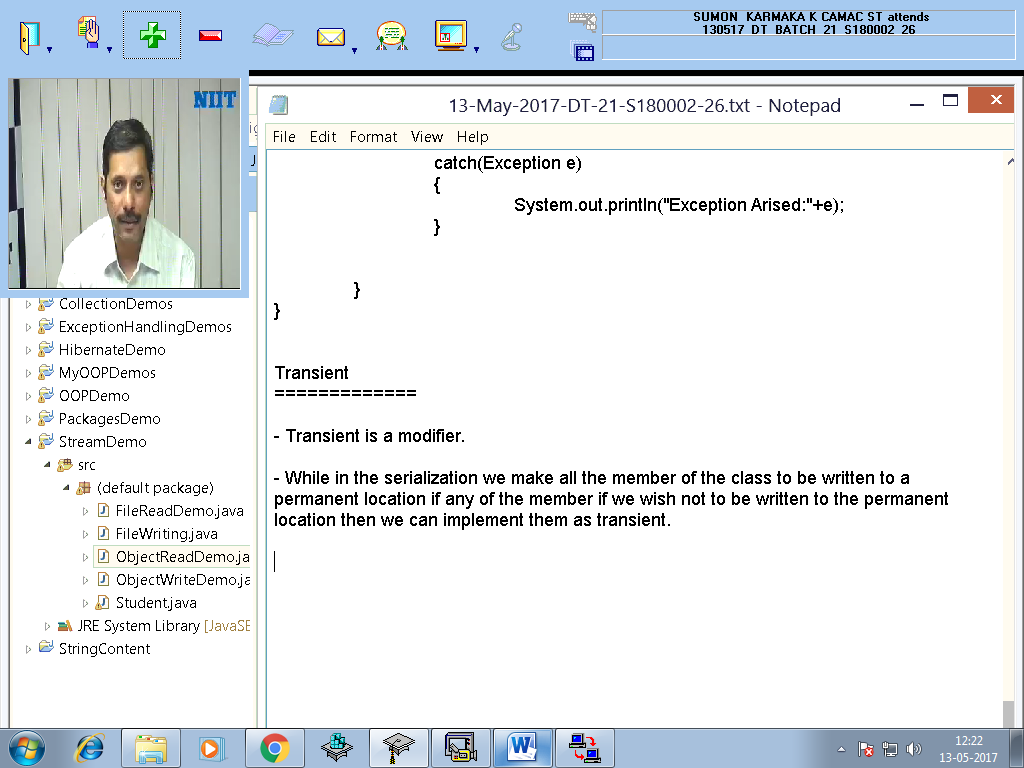 SUMON KARMAKA K CAMAC ST attends
130517 DT BATCH 21 S180002 26
NIIT
13-May-2017-DT-21-S180002-26.txt - Notepad
File Edit Format View Help
catch(Exception e)
{
System.out.println("Exception Arised:"+e);
}
}
}
Transient
=============
- Transient is a modifier.
- While in the serialization we make all the member of the class to be written to a
permanent location if any of the member if we wish not to be written to the permanent
location then we can implement them as transient.
CollectionDemos
ExceptionHandlingDemos
HibernateDemo
MyOOPDemos
OOPDemo
PackagesDemo
StreamDemo
src
(default package)
FileReadDemo.java
FileWriting.java
ObjectReadDemo.ja
ObjectWriteDemo.ja
Student.java
JRE System Library [JavaSE
StringContent
12:22
13-05-2017